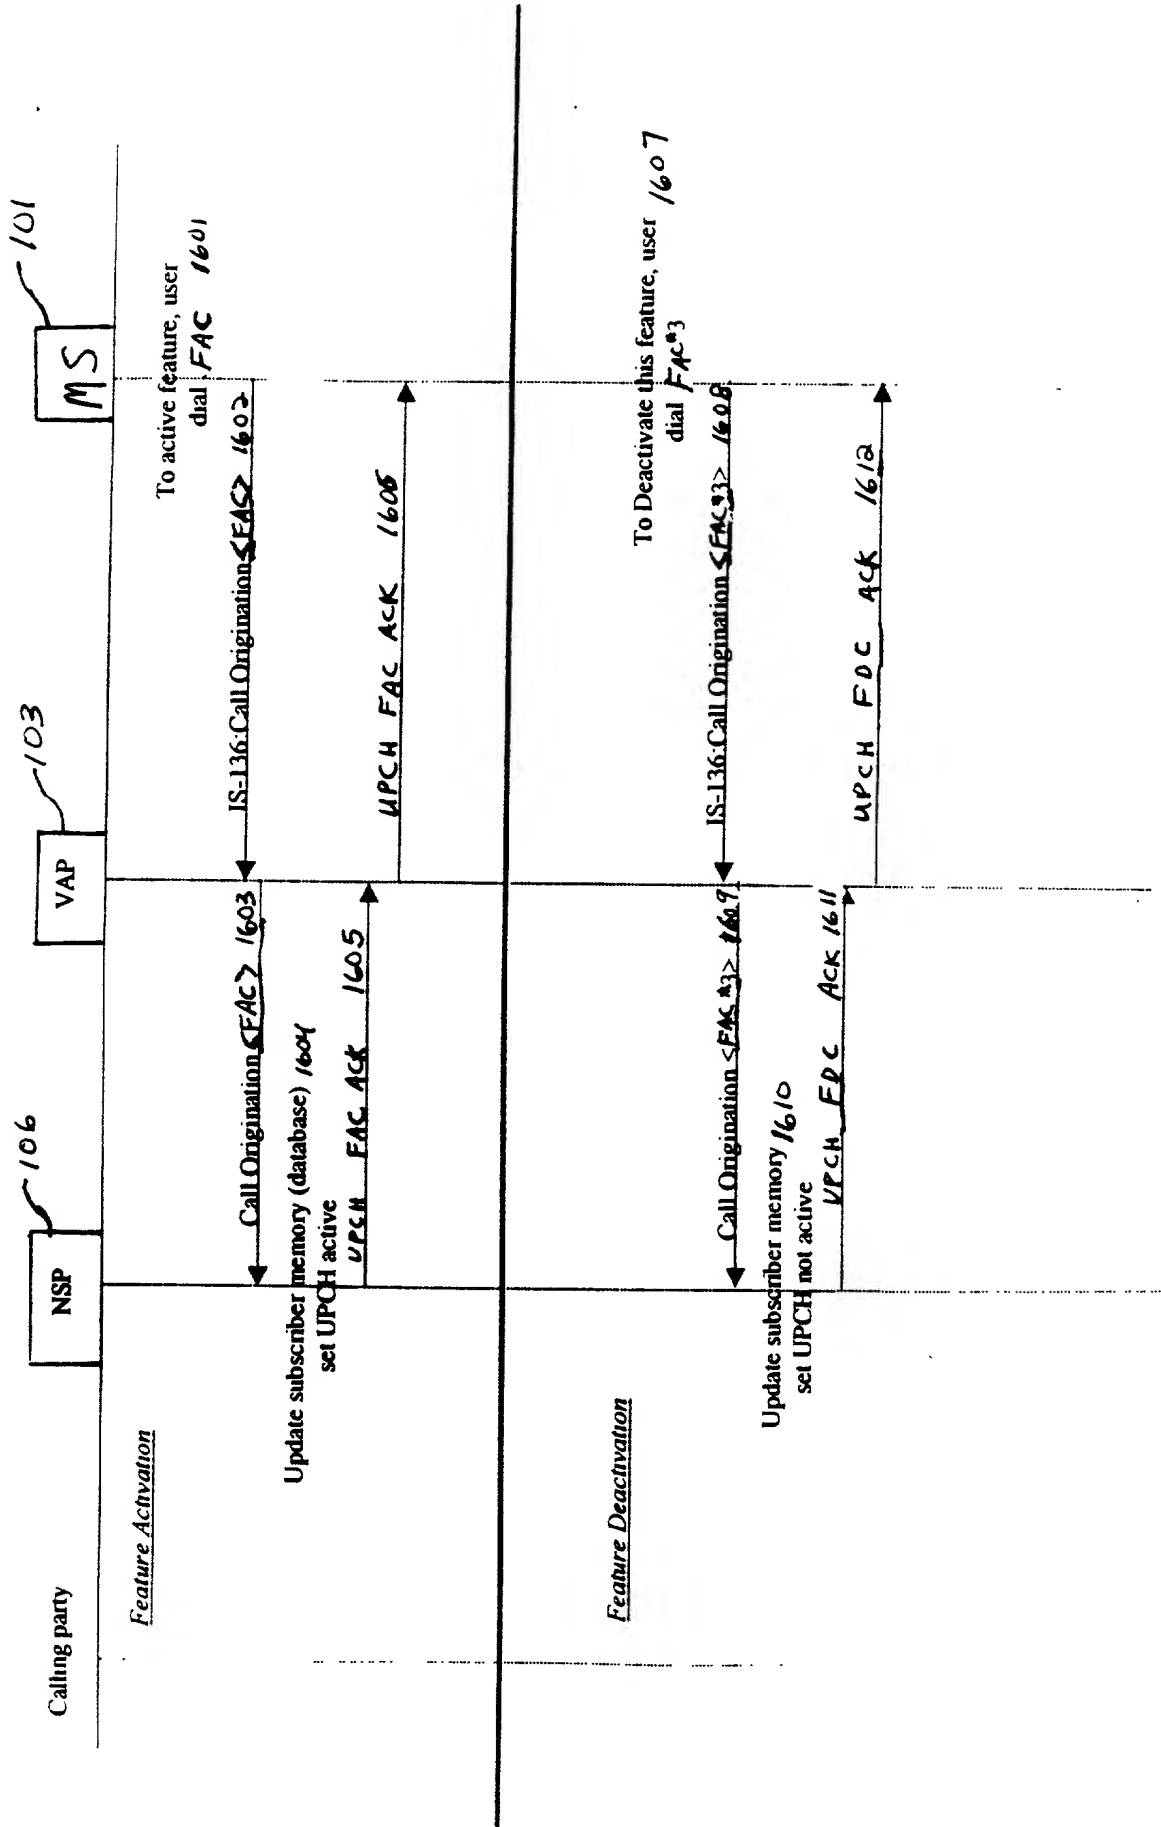 Calling party
NSP
106
VAP
103
MS
101
Feature Activation
To active feature, user
dial FAC 1601
IS-136:Call Origination<FAC> 1602
Call Origination<FAC> 1603
Update subscriber memory (database) 1604
set UPCH active
UPCH FAC ACK 1605
UPCH FAC ACK 1606
Feature Deactivation
To Deactivate this feature, user 1607
dial FAC#3
IS-136:Call Origination<FAC#3> 1608
Call Origination <FAC#3> 1609
Update subscriber memory 1610
set UPCH not active
UPCH FDC ACK 1611
UPCH FDC ACK 1612